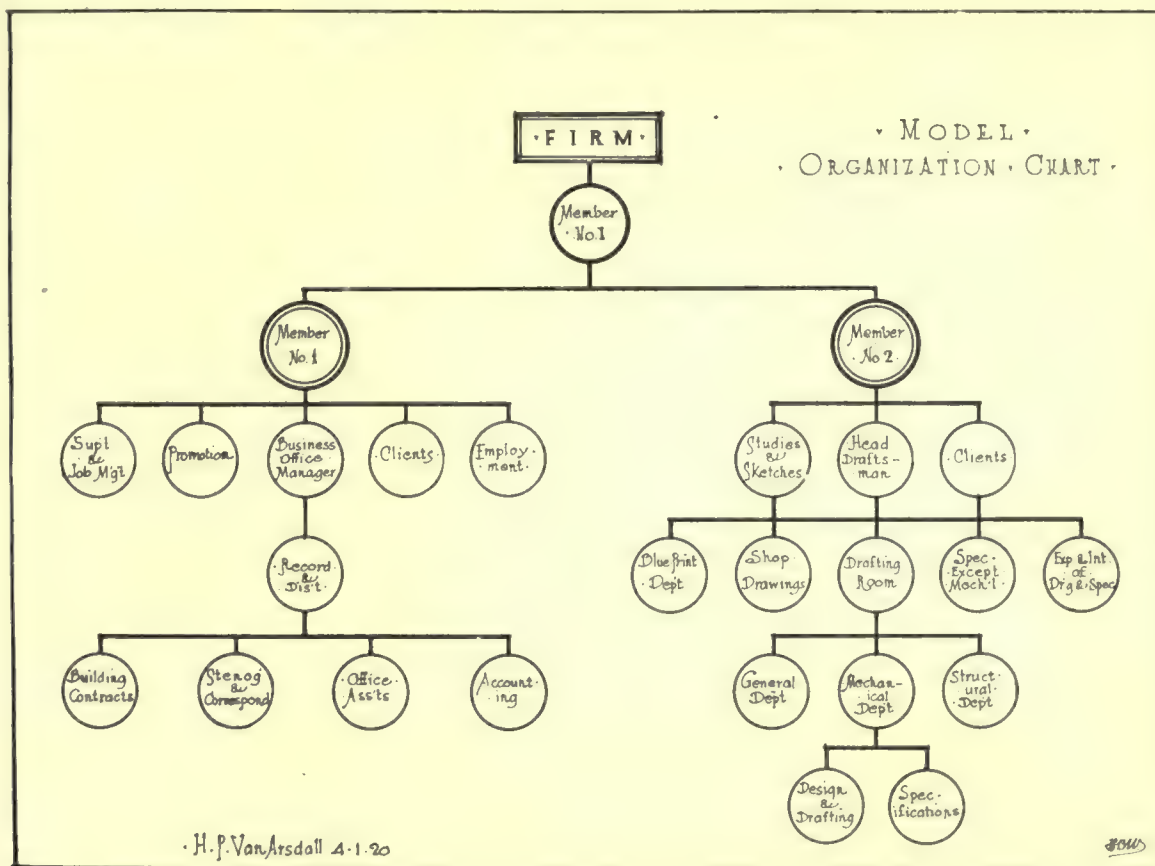 · FIRM ·
· MODEL ·
· ORGANIZATION · CHART ·
Member
· No. 1
Member
No. 1
Member
· No 2 ·
Supt
&
Job Mgt
Promotion
Business
Office
Manager
· Clients ·
Employ ·
· ment ·
Studies
&
Sketches
Head
Drafts -
man
· Clients
· Record ·
&
Dist.
Blue Print
· Dept
· Shop ·
Drawings
Drafting
Room
· Spec ·
Except
Mech'l
Exp & Int ·
of
Drg & Spec
Building
Contracts
Stenog
&
Correspond
· Office
Ass'ts
Account ·
· ing
General
Dept
Mechan-
ical
Dept
Struct ·
· ural ·
Dept
Design
&
Drafting
Spec ·
ifications
· H. P. Van Arsdall 4·1·20